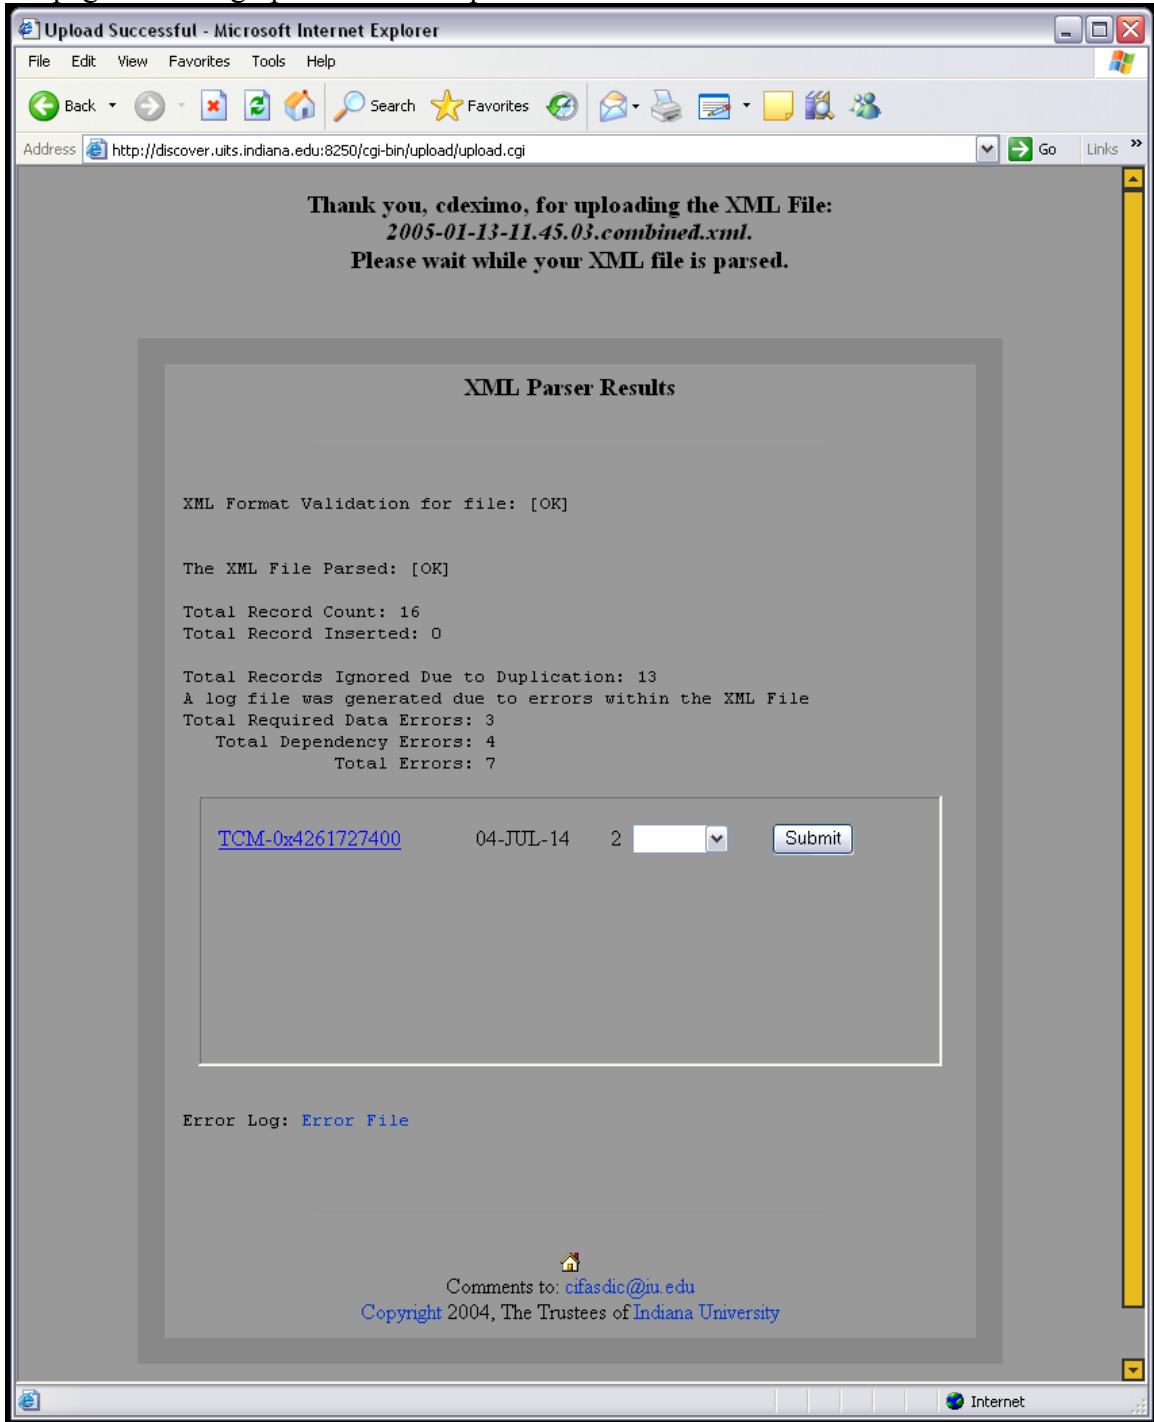 Upload Successful - Microsoft Internet Explorer
File Edit View Favorites Tools Help
Back Search Favorites
Address http://discover.uits.indiana.edu:8250/cgi-bin/upload/upload.cgi Go Links »
Thank you, cdeximo, for uploading the XML File:
2005-01-13-11.45.03.combined.xml.
Please wait while your XML file is parsed.
XML Parser Results
XML Format Validation for file: [OK]
The XML File Parsed: [OK]
Total Record Count: 16
Total Record Inserted: 0
Total Records Ignored Due to Duplication: 13
A log file was generated due to errors within the XML File
Total Required Data Errors: 3
Total Dependency Errors: 4
Total Errors: 7
TCM-0x4261727400 04-JUL-14 2 Submit
Error Log: Error File
Comments to: cifasdic@iu.edu
Copyright 2004, The Trustees of Indiana University
Internet